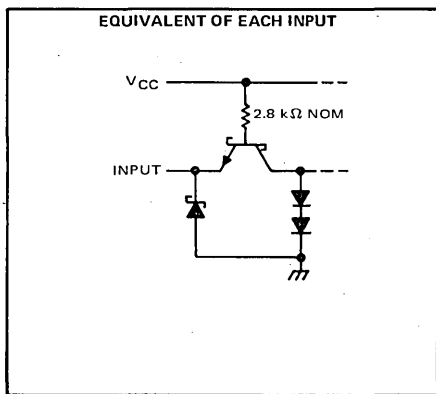 EQUIVALENT OF EACH INPUT
VCC
2.8 kΩ NOM
INPUT